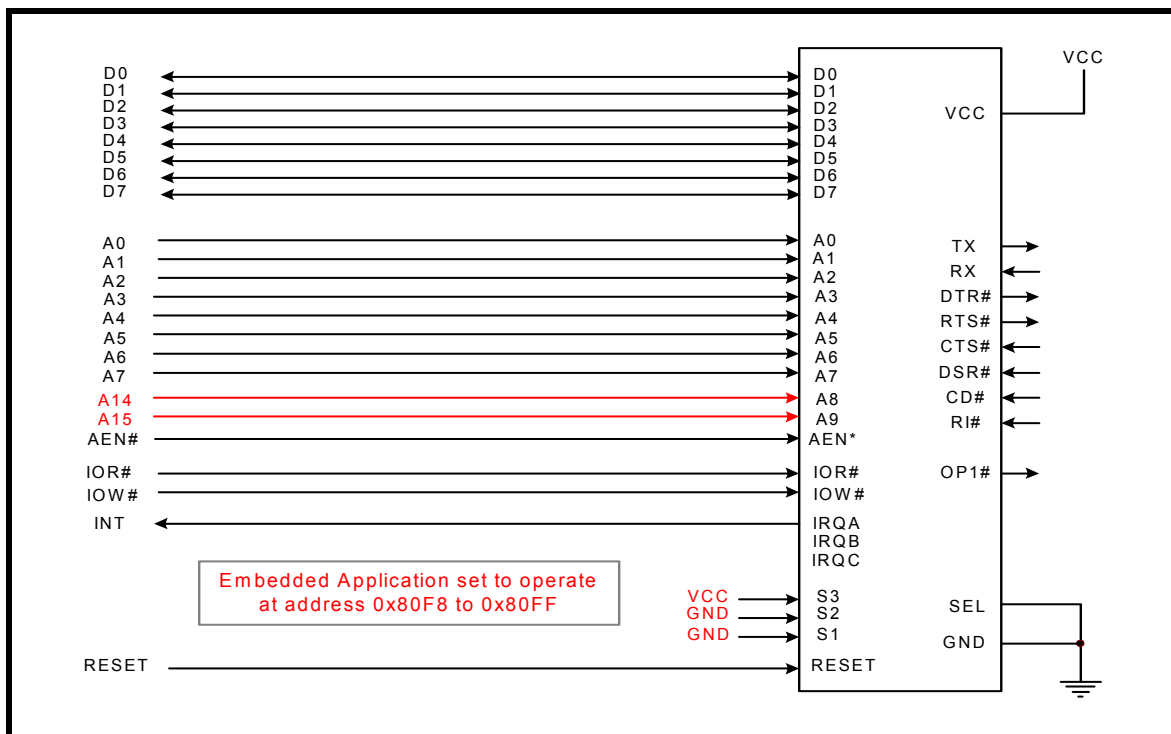 VCC
D0 D0
D1 D1
D2 D2
D3 D3 VCC
D4 D4
D5 D5
D6 D6
D7 D7
A0 A0 TX
A1 A1
A2 A2 RX
A3 A3 DTR#
A4 A4 RTS#
A5 A5 CTS#
A6 A6
A7 A7 DSR#
A14 A8 CD#
A15 A9 RI#
AEN# AEN*
IOR# IOR# OP1#
IOW# IOW#
INT IRQA
IRQB
IRQC
Embedded Application set to operate
at address 0x80F8 to 0x80FF
VCC S3 SEL
GND S2
GND S1 GND
RESET RESET